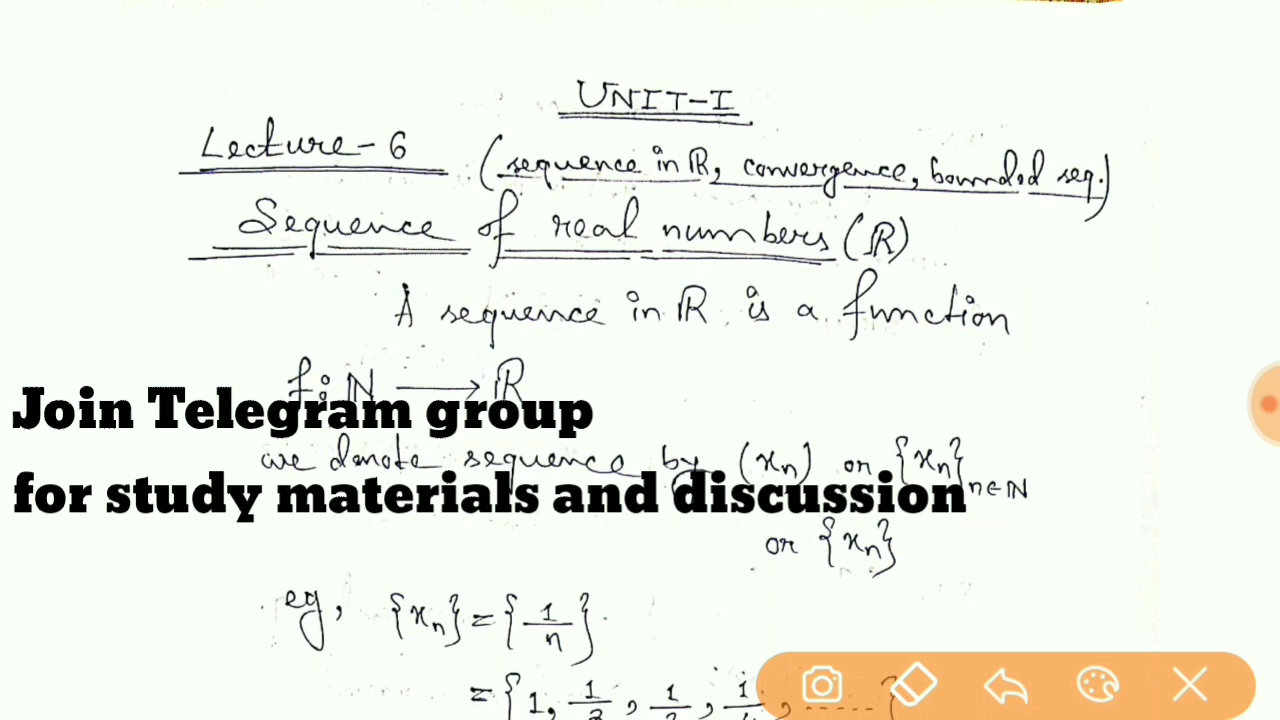 UNIT-I
Lecture-6 (sequence in ℝ, convergence, bounded seq.)
Sequence of real numbers (ℝ)
A sequence in ℝ is a function
f: ℕ → ℝ
Join Telegram group
we denote sequence by (xn) or {xn}n∈ℕ
for study materials and discussion
or {xn}
eg, {xn} = {1/n}
= {1, 1/2, 1/3, 1/4, ......}